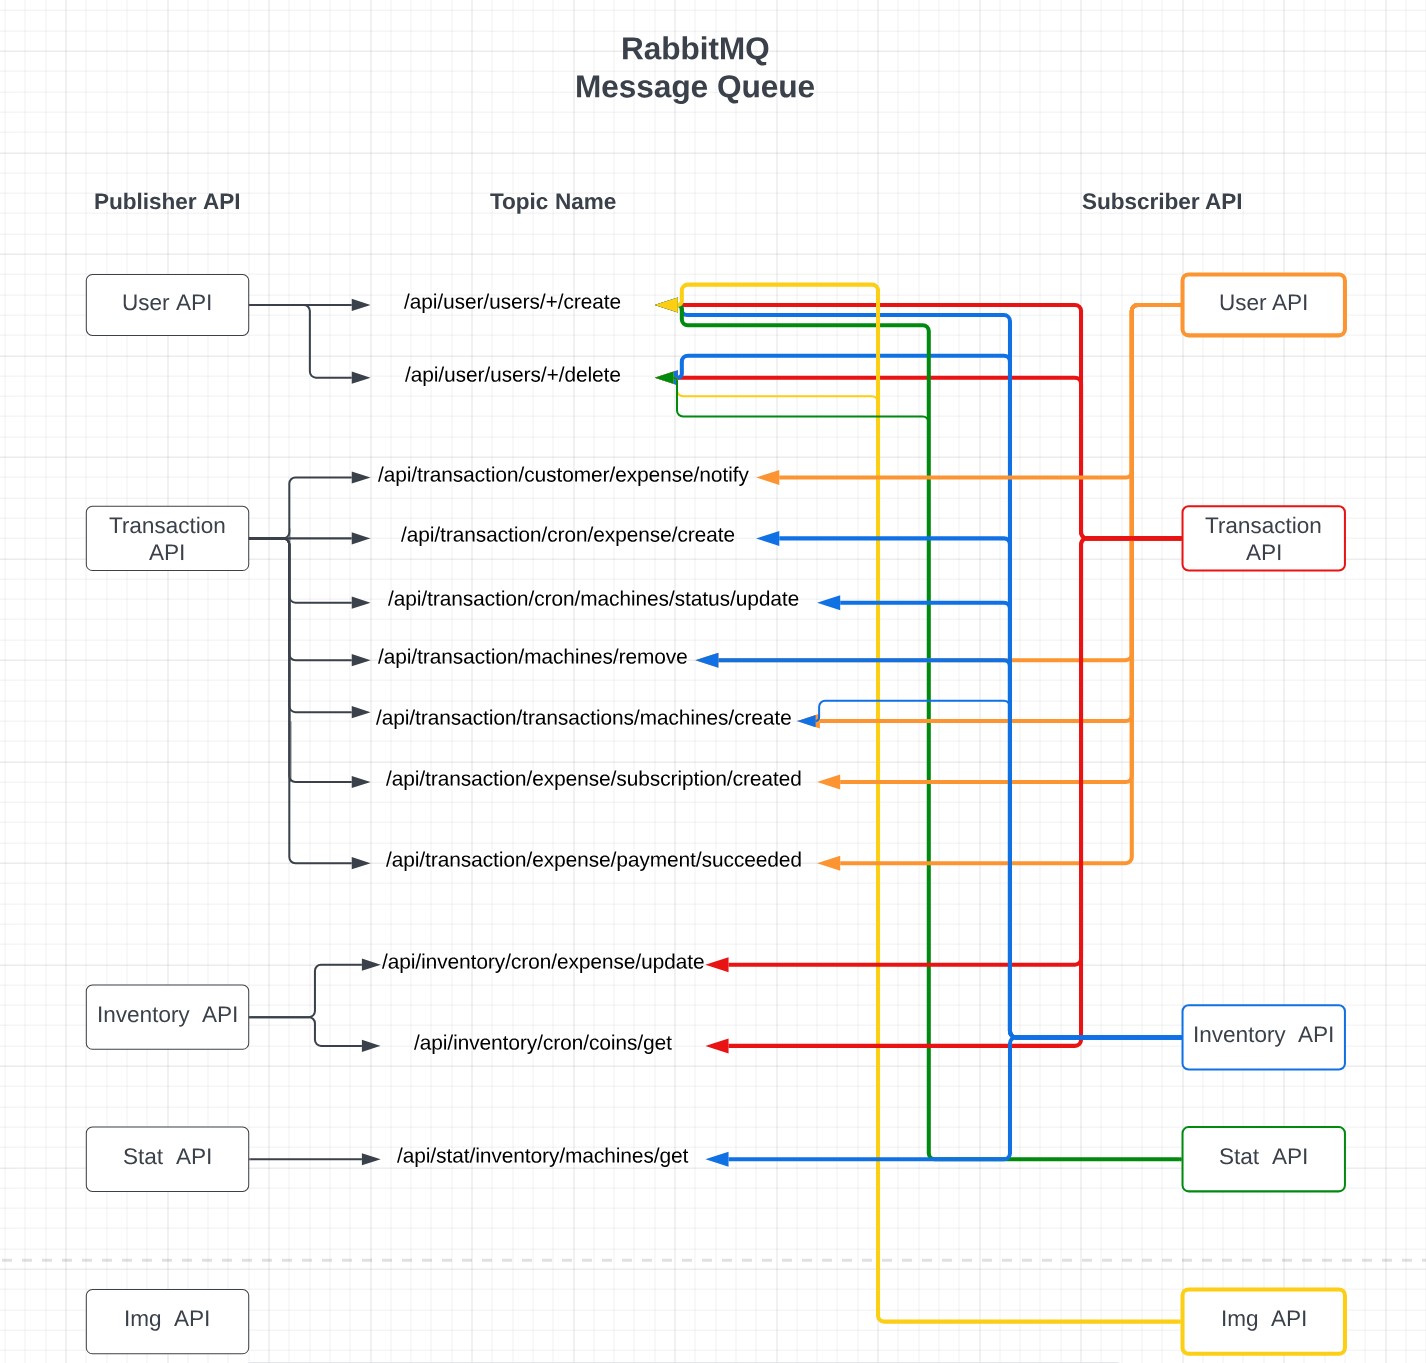 RabbitMQ
Message Queue
Publisher API
Topic Name
Subscriber API
User API
/api/user/users/+/create
User API
/api/user/users/+/delete
/api/transaction/customer/expense/notify
Transaction
API
/api/transaction/cron/expense/create
Transaction
API
/api/transaction/cron/machines/status/update
/api/transaction/machines/remove
/api/transaction/transactions/machines/create
/api/transaction/expense/subscription/created
/api/transaction/expense/payment/succeeded
/api/inventory/cron/expense/update
Inventory API
/api/inventory/cron/coins/get
Inventory API
Stat API
/api/stat/inventory/machines/get
Stat API
Img API
Img API